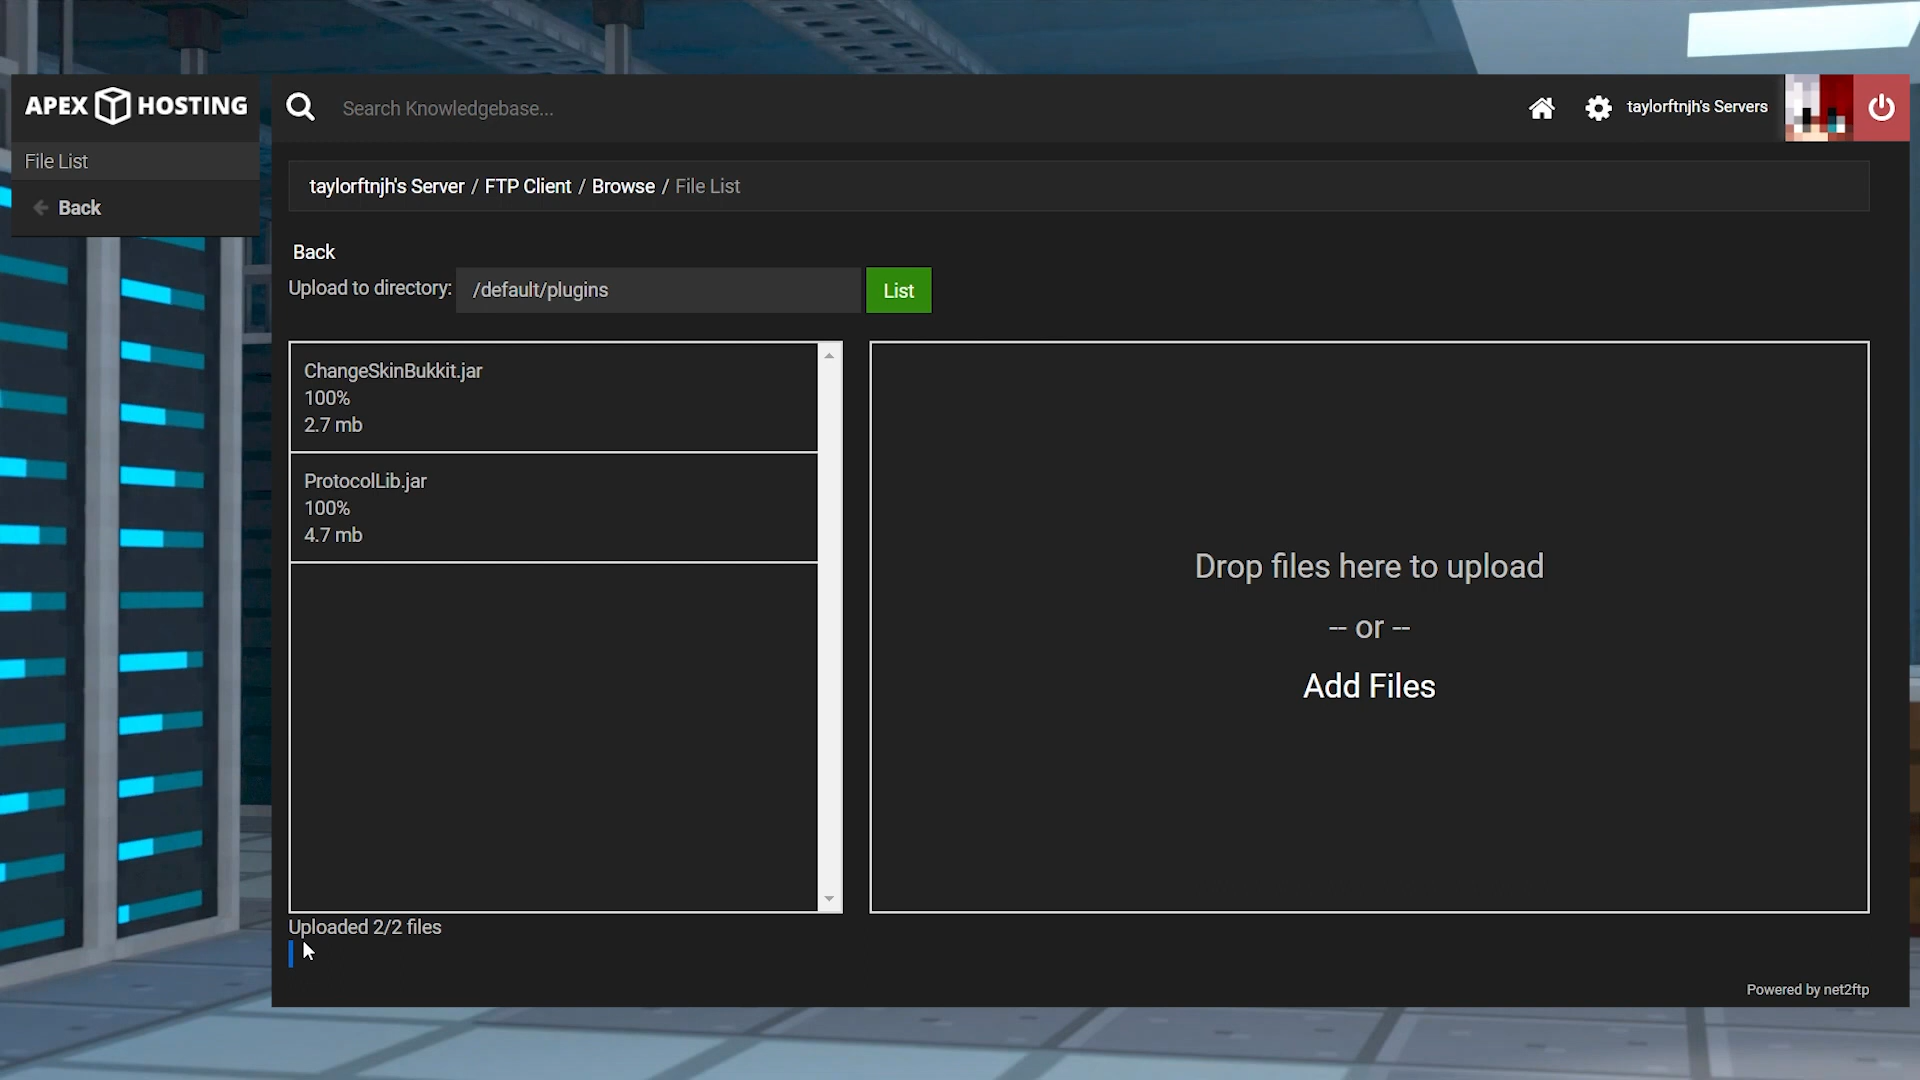 APEX HOSTING
Search Knowledgebase...
taylorftnjh's Servers
File List
Back
taylorftnjh's Server / FTP Client / Browse / File List
Back
Upload to directory: /default/plugins List
ChangeSkinBukkit.jar
100%
2.7 mb
ProtocolLib.jar
100%
4.7 mb
Drop files here to upload
-- or --
Add Files
Uploaded 2/2 files
Powered by net2ftp